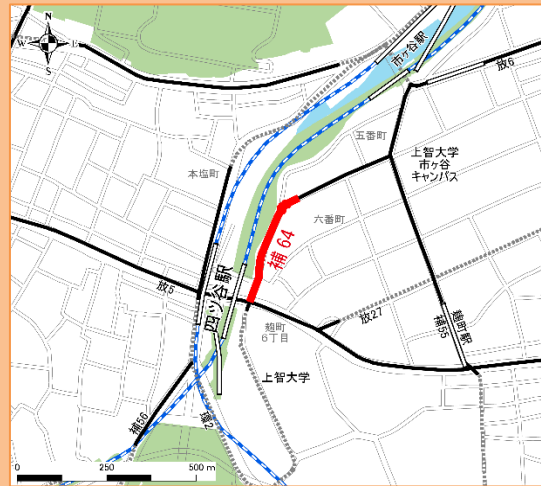 N
W E
S
市ヶ谷駅
放6
五番町
上智大学
市ヶ谷
キャンパス
本塩町
六番町
補 64
放5
四ツ谷駅
放27
麹町
6丁目
麹町駅
補55
上智大学
補56
環2
0 250 500 m